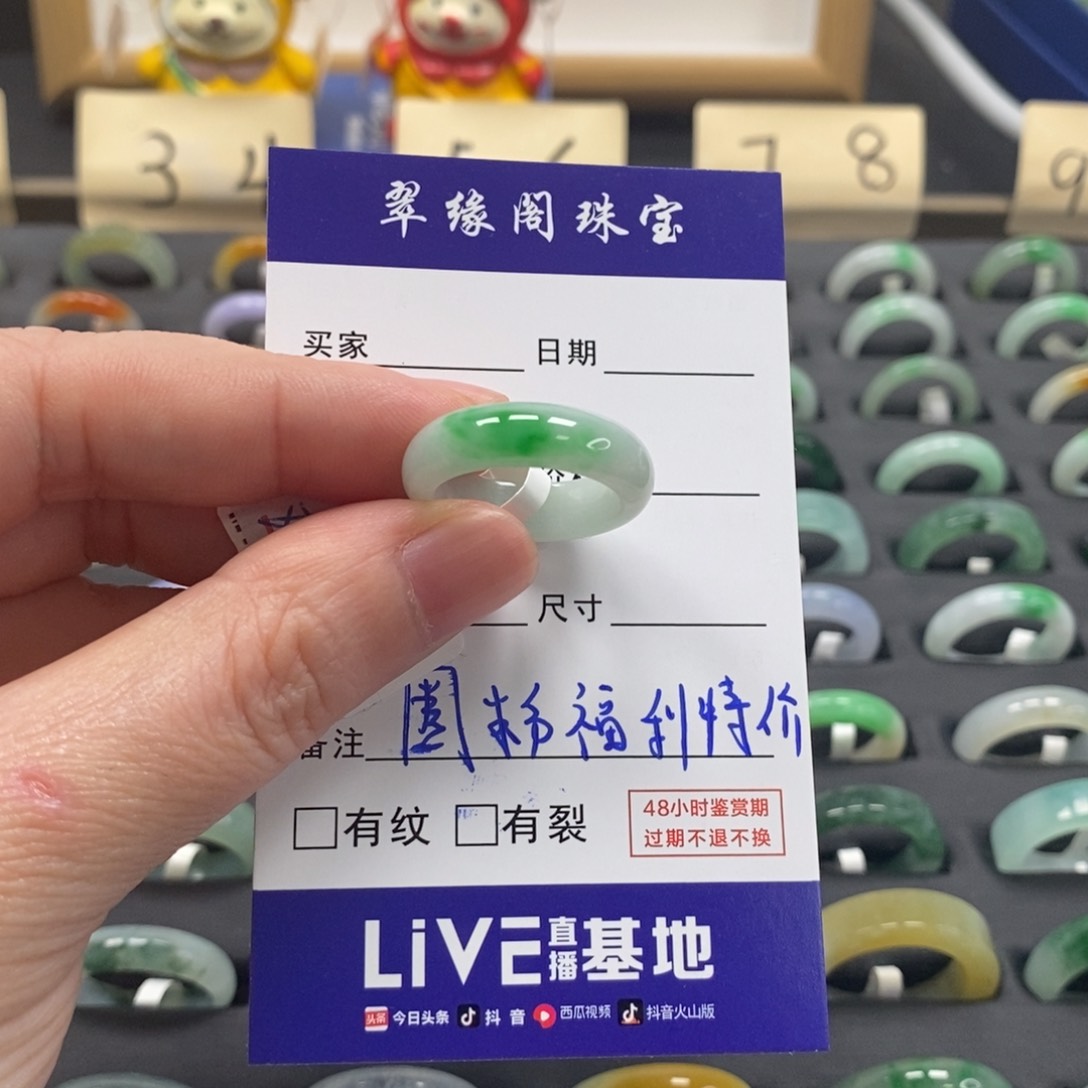 3 4
7 8
9
翠缘阁珠宝
买家 日期
尺寸
备注 圈粉福利特价
□有纹 □有裂
48小时鉴赏期
过期不退不换
LiVE直播基地
头条 今日头条 抖音 西瓜视频 抖音火山版